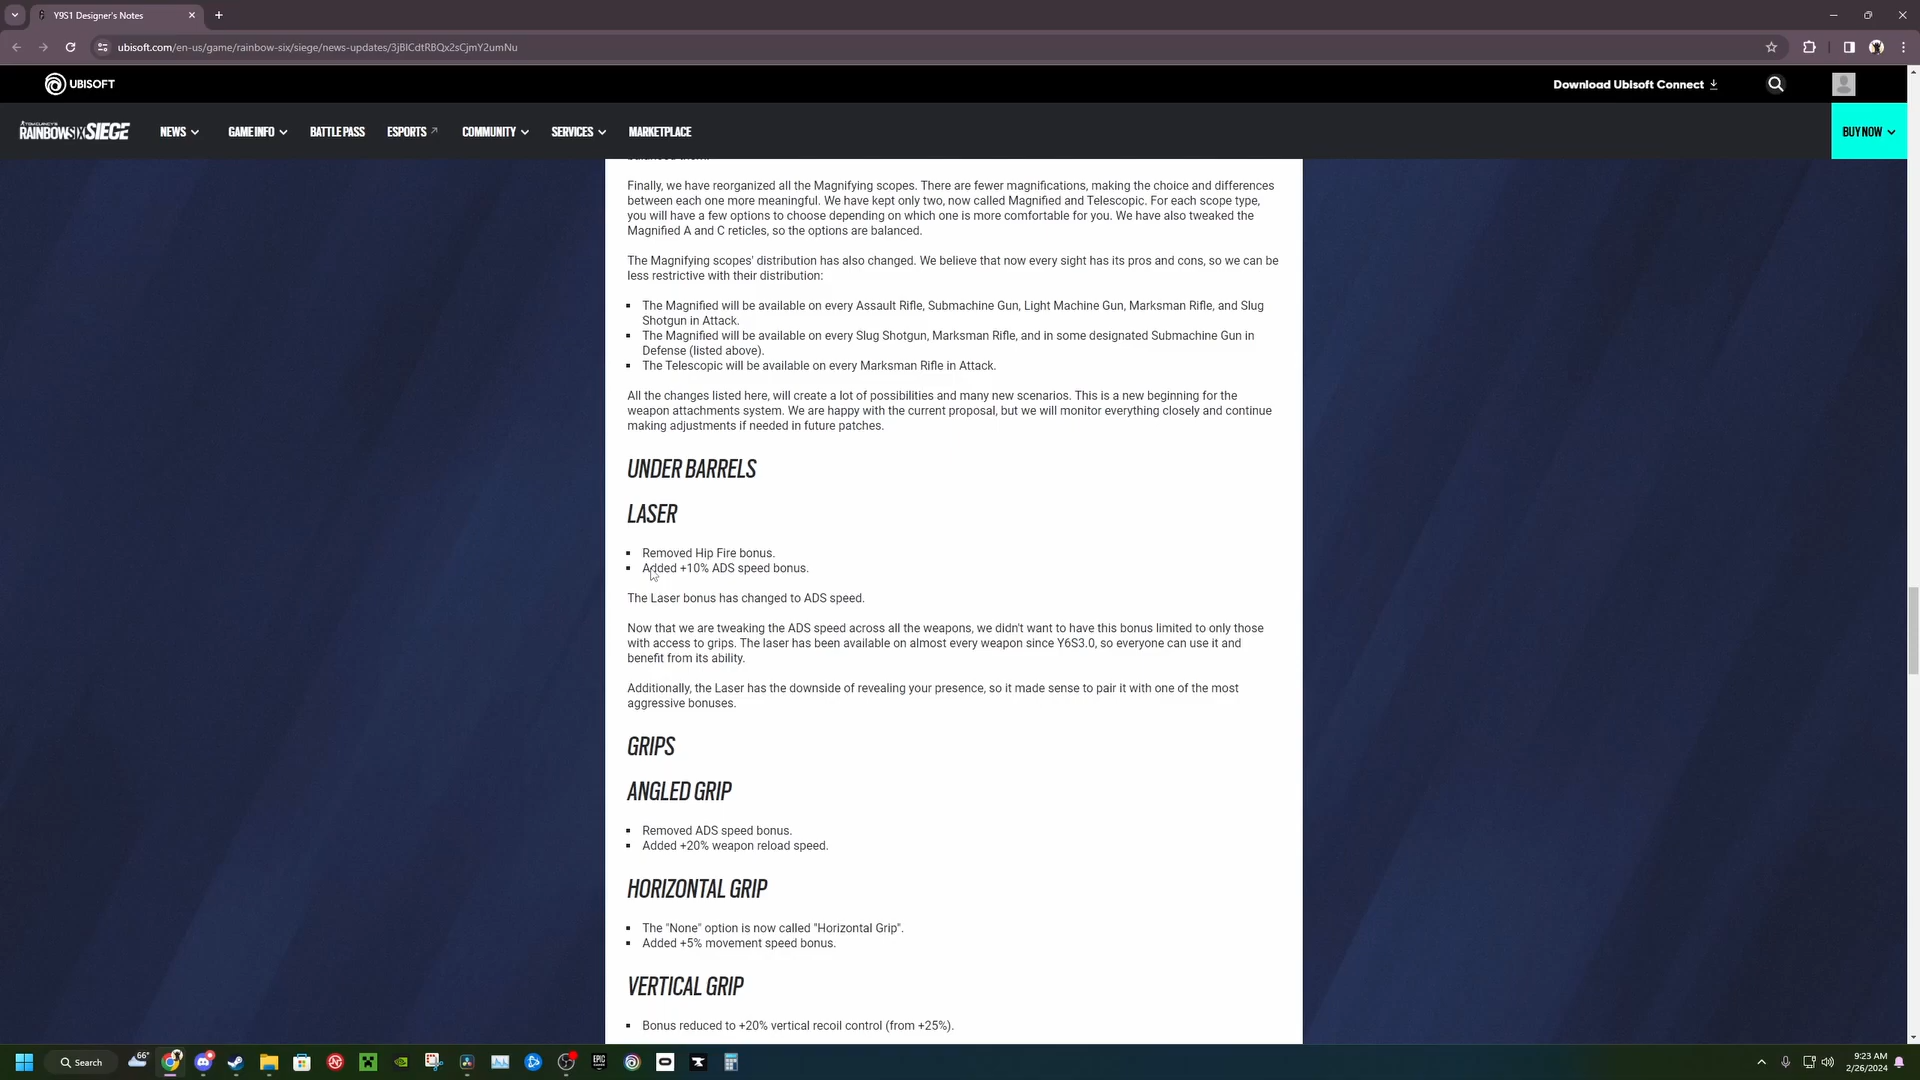 Y9S1 Designer's Notes
ubisoft.com/en-us/game/rainbow-six/siege/news-updates/3jBlCdtRBQx2sCjmY2umNu
UBISOFT
Download Ubisoft Connect
TOM CLANCY'S
RAINBOW SIX SIEGE
NEWS
GAME INFO
BATTLE PASS
ESPORTS
COMMUNITY
SERVICES
MARKETPLACE
BUY NOW
Finally, we have reorganized all the Magnifying scopes. There are fewer magnifications, making the choice and differences
between each one more meaningful. We have kept only two, now called Magnified and Telescopic. For each scope type,
you will have a few options to choose depending on which one is more comfortable for you. We have also tweaked the
Magnified A and C reticles, so the options are balanced.
The Magnifying scopes' distribution has also changed. We believe that now every sight has its pros and cons, so we can be
less restrictive with their distribution:
The Magnified will be available on every Assault Rifle, Submachine Gun, Light Machine Gun, Marksman Rifle, and Slug
Shotgun in Attack.
The Magnified will be available on every Slug Shotgun, Marksman Rifle, and in some designated Submachine Gun in
Defense (listed above).
The Telescopic will be available on every Marksman Rifle in Attack.
All the changes listed here, will create a lot of possibilities and many new scenarios. This is a new beginning for the
weapon attachments system. We are happy with the current proposal, but we will monitor everything closely and continue
making adjustments if needed in future patches.
UNDER BARRELS
LASER
Removed Hip Fire bonus.
Added +10% ADS speed bonus.
The Laser bonus has changed to ADS speed.
Now that we are tweaking the ADS speed across all the weapons, we didn't want to have this bonus limited to only those
with access to grips. The laser has been available on almost every weapon since Y6S3.0, so everyone can use it and
benefit from its ability.
Additionally, the Laser has the downside of revealing your presence, so it made sense to pair it with one of the most
aggressive bonuses.
GRIPS
ANGLED GRIP
Removed ADS speed bonus.
Added +20% weapon reload speed.
HORIZONTAL GRIP
The "None" option is now called "Horizontal Grip".
Added +5% movement speed bonus.
VERTICAL GRIP
Bonus reduced to +20% vertical recoil control (from +25%).
Search
66°
EPIC
9:23 AM
2/26/2024